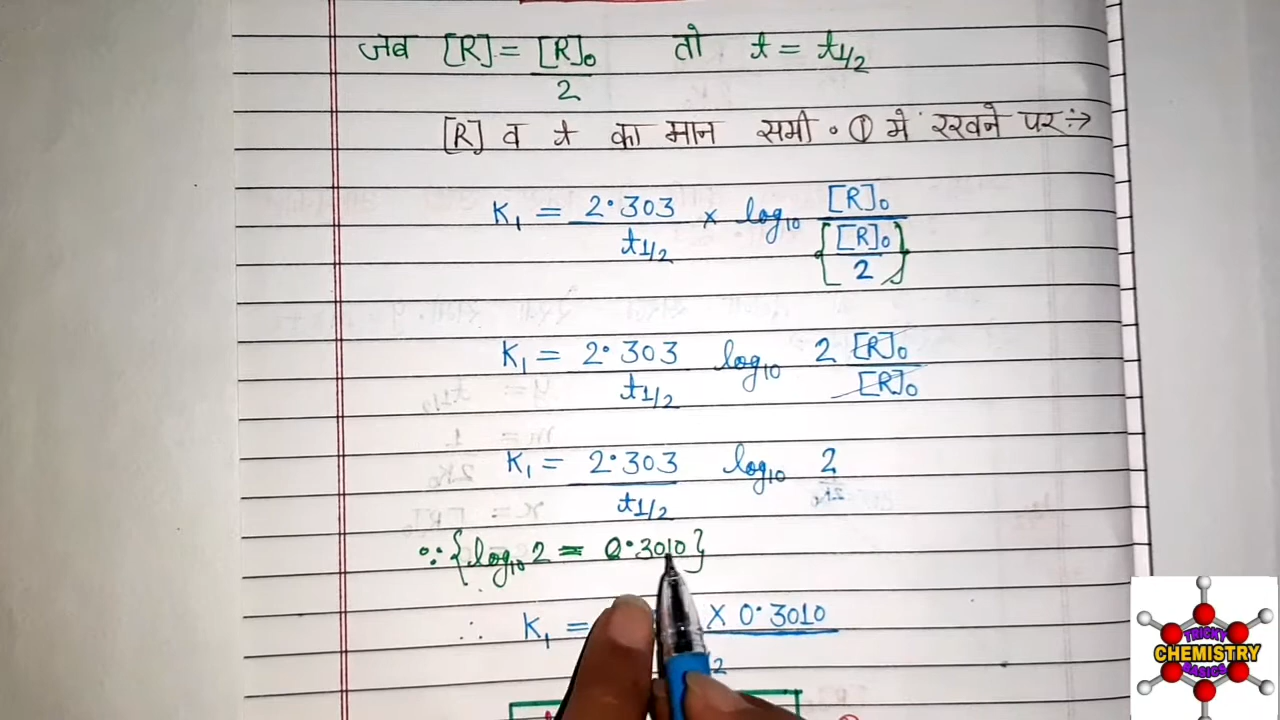 जब [R] = [R]₀/2 तो t = t1/2
[R] व t का मान समी० ① में रखने पर ⇒
K₁ = 2.303/t1/2 × log₁₀ [R]₀/{[R]₀/2}
K₁ = 2.303/t1/2 log₁₀ 2 [R]₀/[R]₀
K₁ = 2.303/t1/2 log₁₀ 2
∵ {log₁₀ 2 = 0.3010}
∴ K₁ = × 0.3010
TRICKY
CHEMISTRY
BASICS